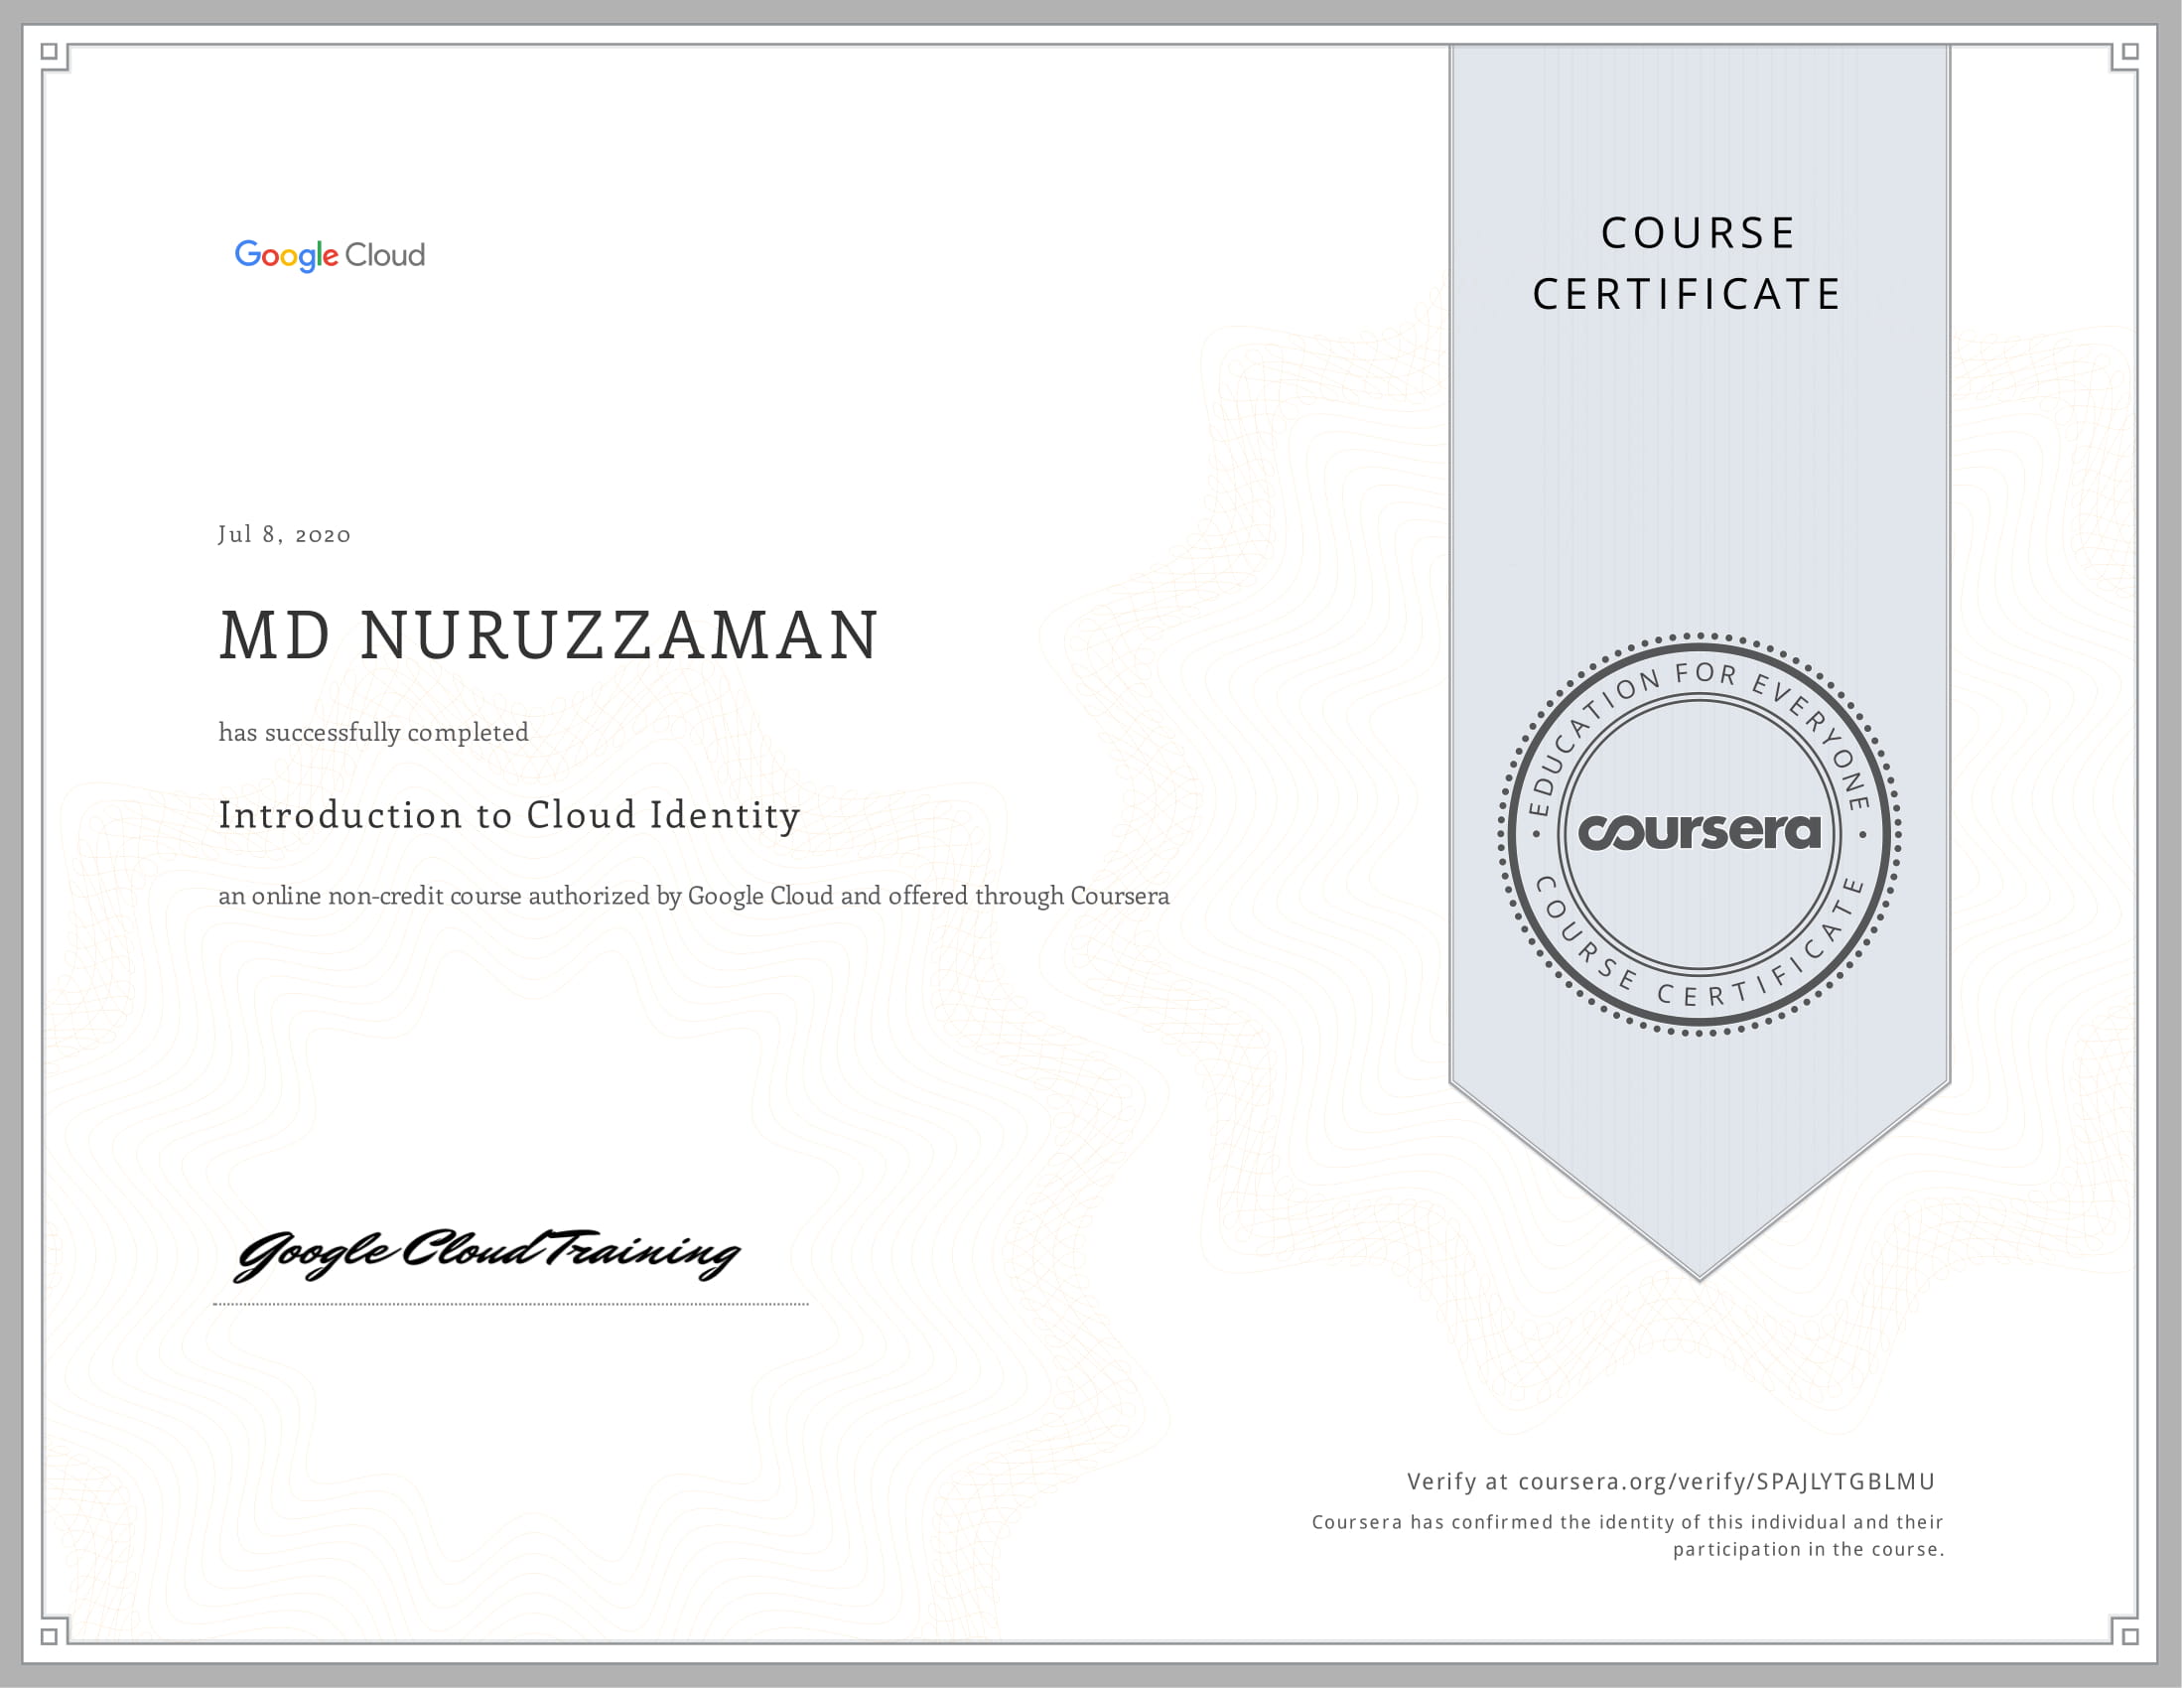 Google Cloud
COURSE
CERTIFICATE
Jul 8, 2020
MD NURUZZAMAN
has successfully completed
Introduction to Cloud Identity
an online non-credit course authorized by Google Cloud and offered through Coursera
EDUCATION FOR EVERYONE
coursera
COURSE CERTIFICATE
Google Cloud Training
Verify at coursera.org/verify/SPAJLYTGBLMU
Coursera has confirmed the identity of this individual and their
participation in the course.